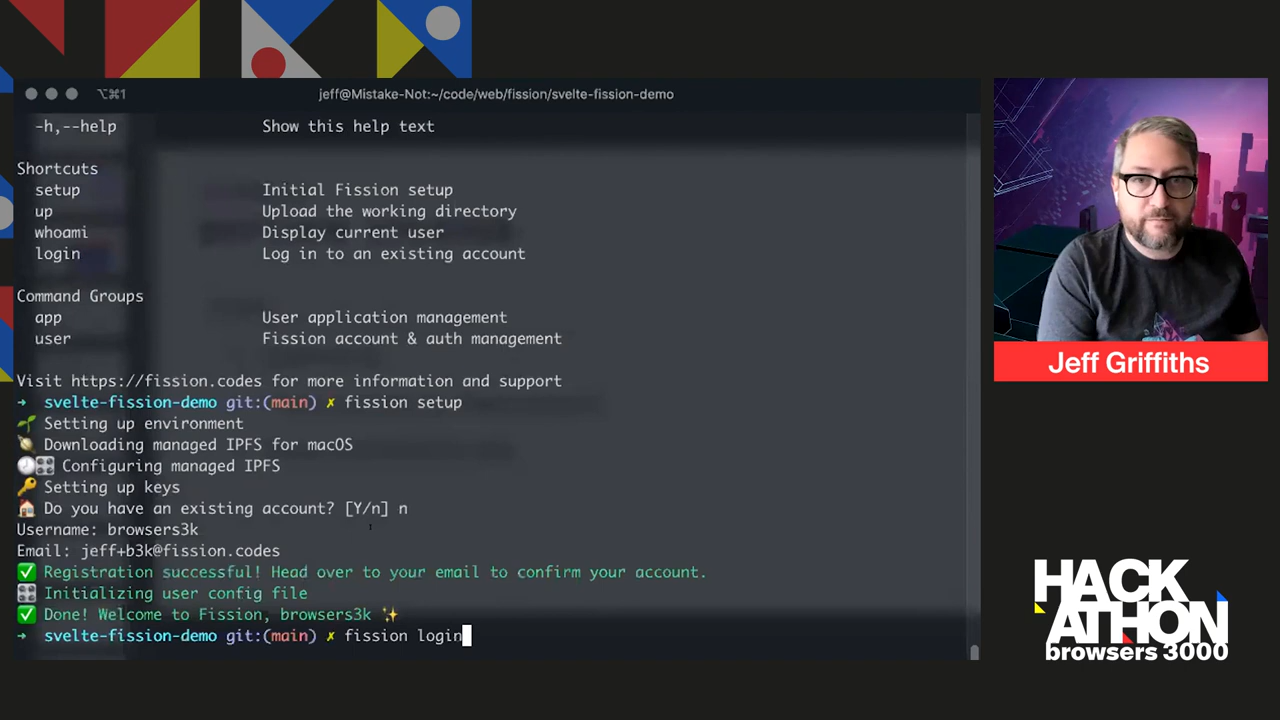 ⌥⌘1
jeff@Mistake-Not:~/code/web/fission/svelte-fission-demo
-h,--help Show this help text
Shortcuts
setup Initial Fission setup
up Upload the working directory
whoami Display current user
login Log in to an existing account
Command Groups
app User application management
user Fission account & auth management
Visit https://fission.codes for more information and support
→ svelte-fission-demo git:(main) ✗ fission setup
🌱 Setting up environment
Downloading managed IPFS for macOS
🕗🎛️ Configuring managed IPFS
🔑 Setting up keys
🏠 Do you have an existing account? [Y/n] n
Username: browsers3k
Email: jeff+b3k@fission.codes
✅ Registration successful! Head over to your email to confirm your account.
🎛️ Initializing user config file
✅ Done! Welcome to Fission, browsers3k ✨
→ svelte-fission-demo git:(main) ✗ fission login
Jeff Griffiths
HACK
ATHON
browsers 3000